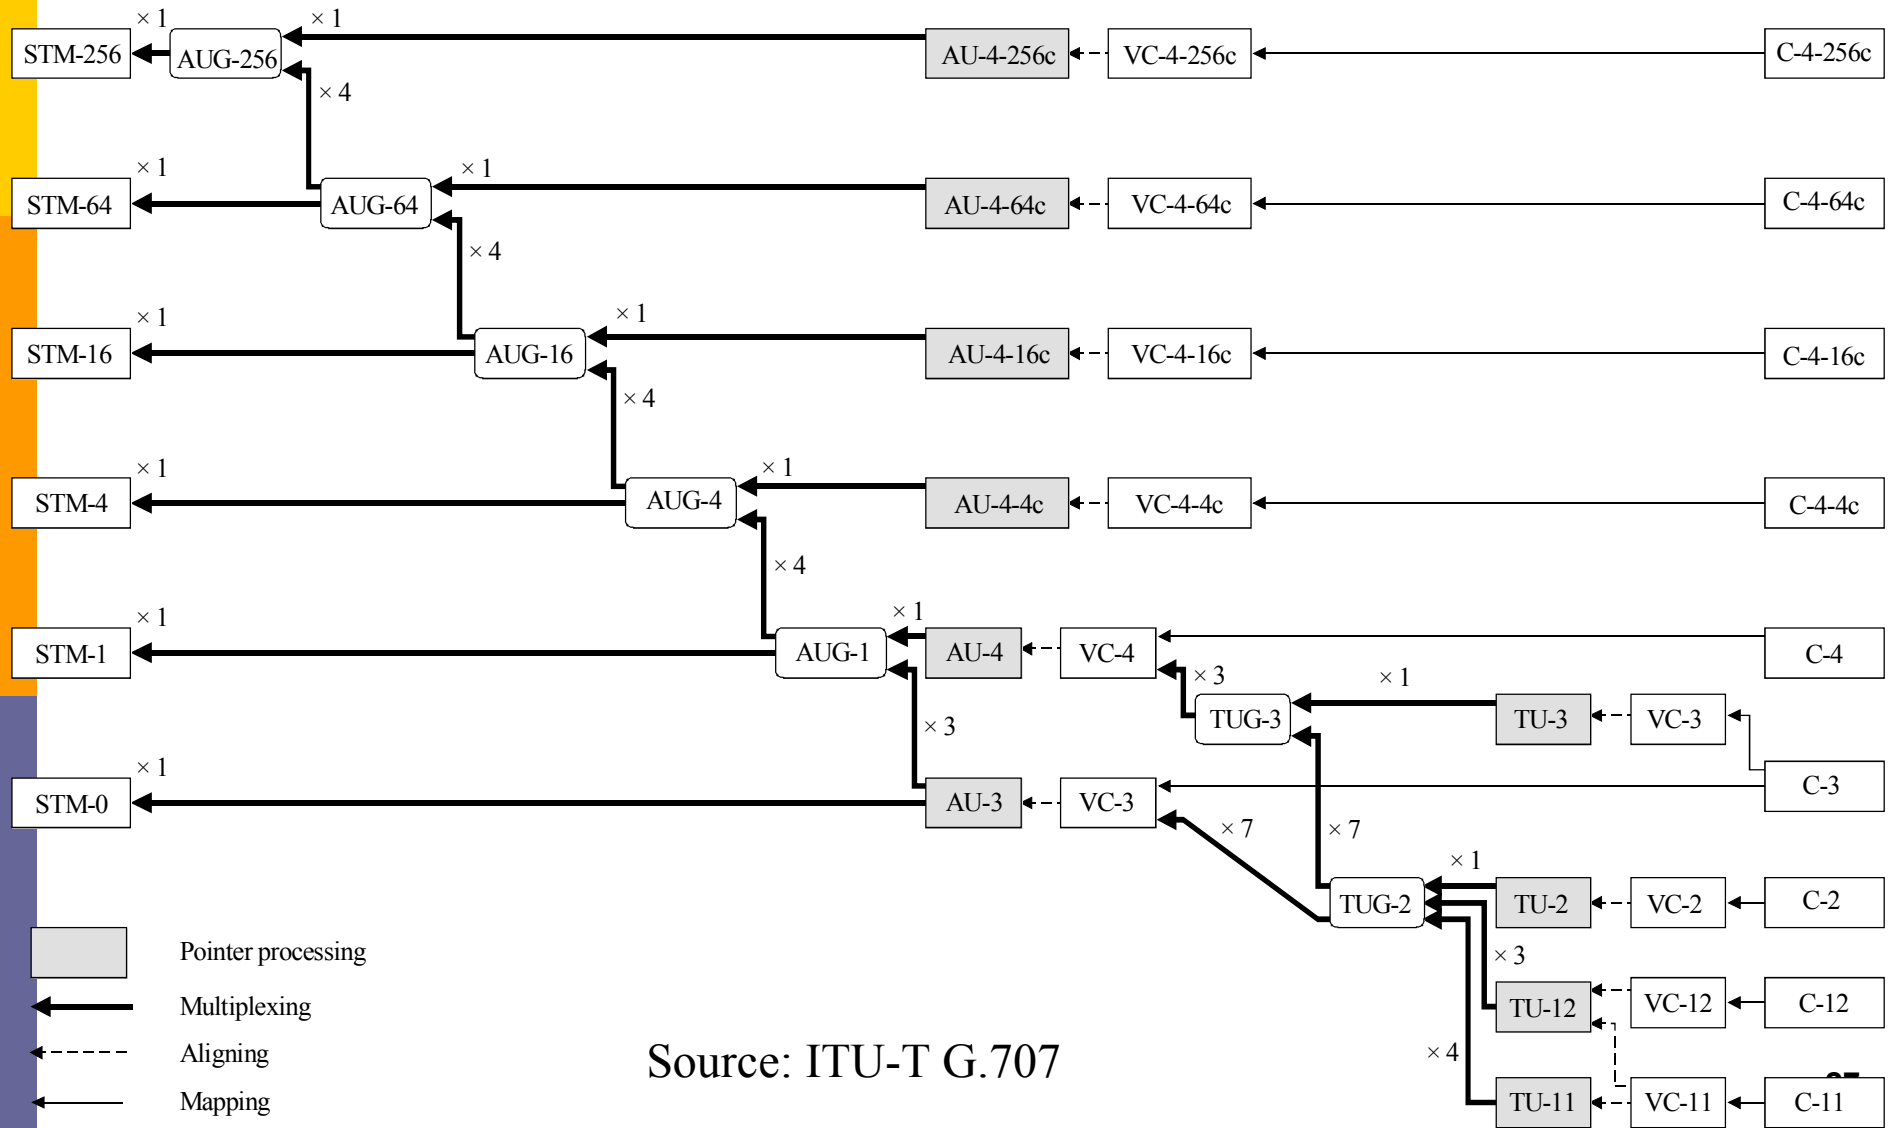 × 1
× 1
STM-256
AUG-256
AU-4-256c
VC-4-256c
C-4-256c
× 4
× 1
× 1
STM-64
AUG-64
AU-4-64c
VC-4-64c
C-4-64c
× 4
× 1
× 1
STM-16
AUG-16
AU-4-16c
VC-4-16c
C-4-16c
× 4
× 1
× 1
STM-4
AUG-4
AU-4-4c
VC-4-4c
C-4-4c
× 4
× 1
× 1
STM-1
AUG-1
AU-4
VC-4
C-4
× 3
× 1
TUG-3
TU-3
VC-3
× 3
× 1
STM-0
AU-3
VC-3
C-3
× 7
× 7
× 1
TUG-2
TU-2
VC-2
C-2
Pointer processing
× 3
Multiplexing
TU-12
VC-12
C-12
Aligning
Source: ITU-T G.707
× 4
Mapping
TU-11
VC-11
C-11